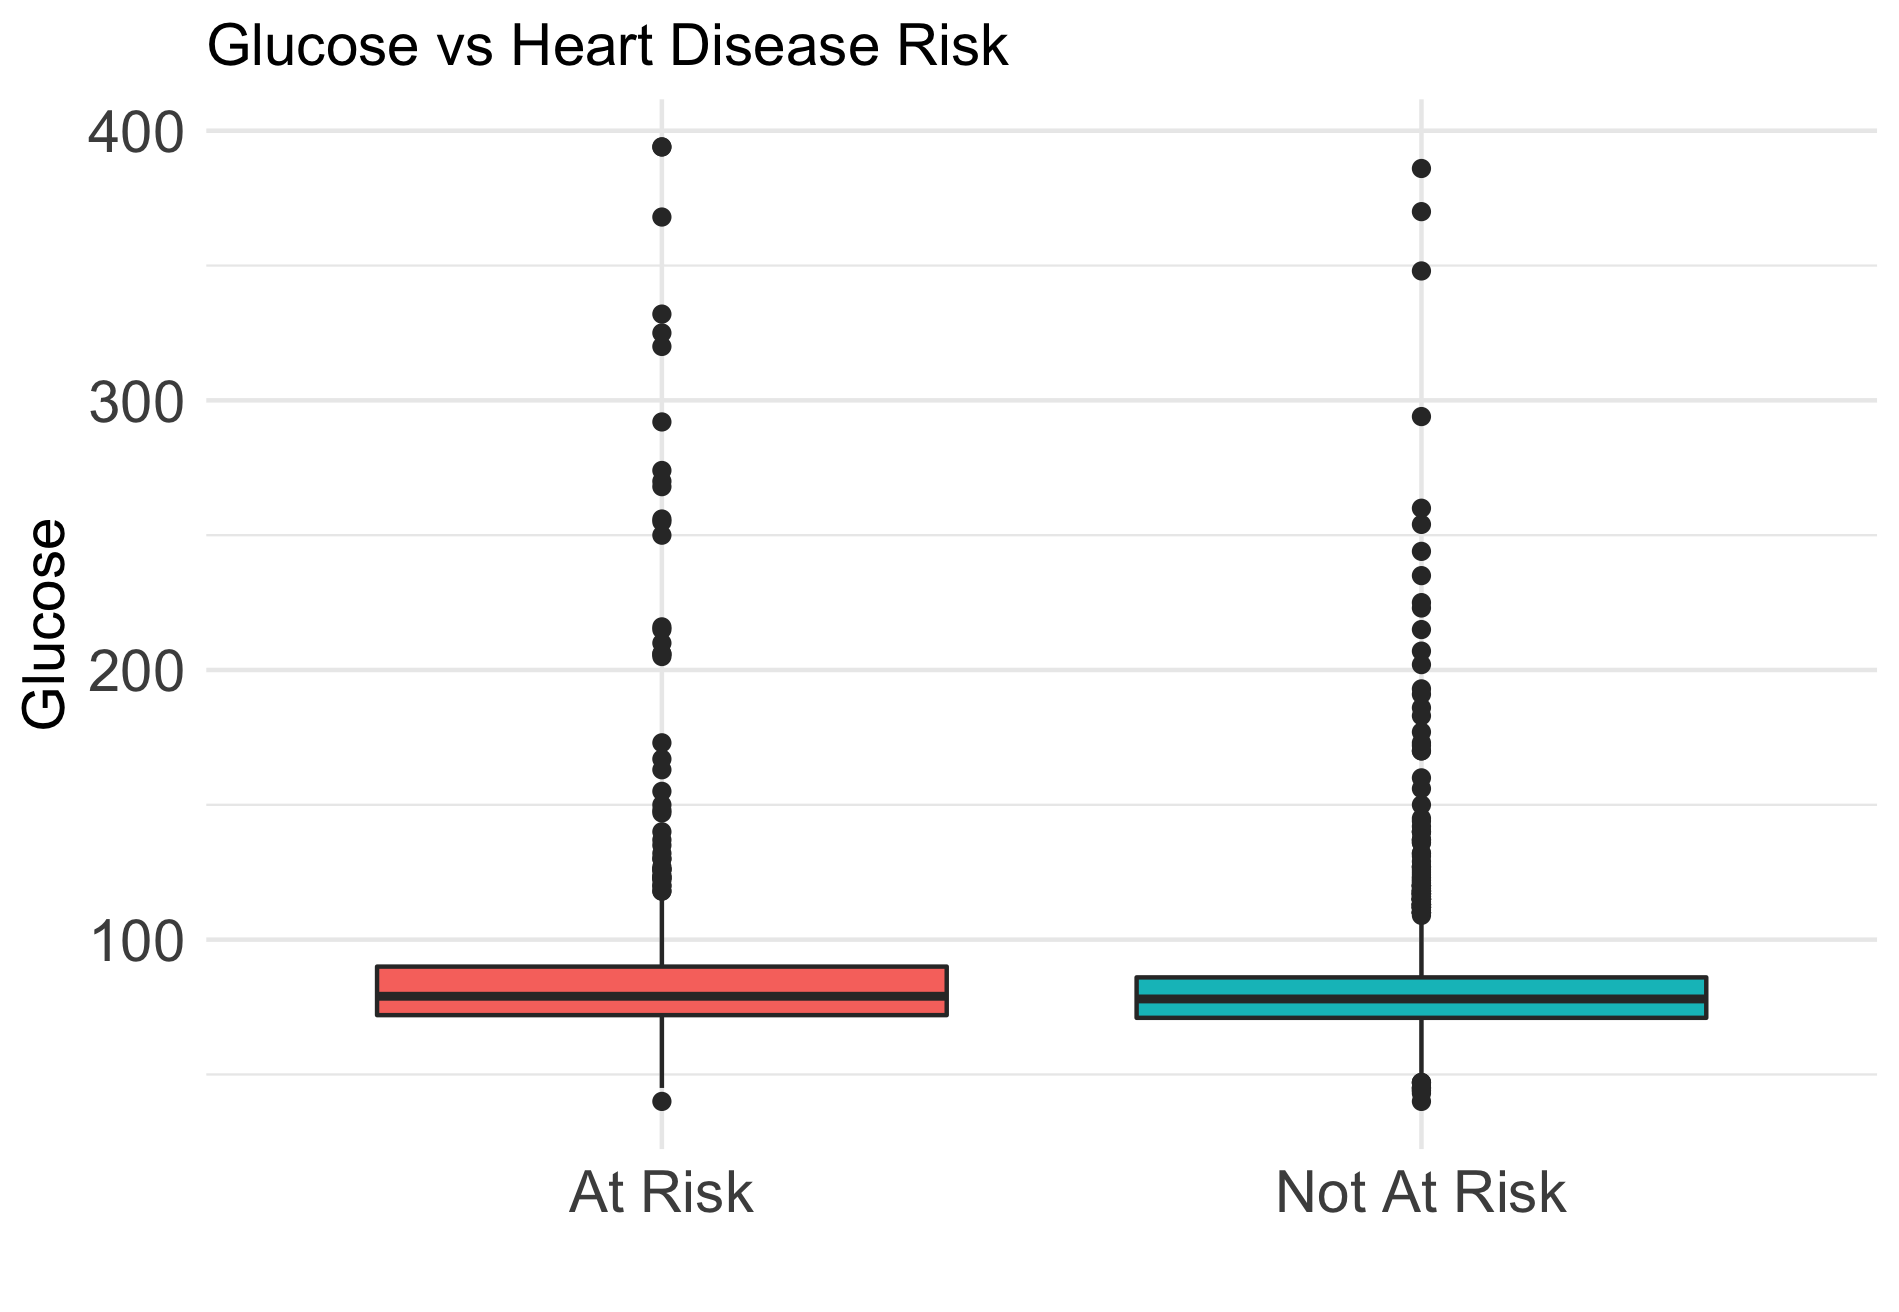 Glucose vs Heart Disease Risk
400
300
200
100
Glucose
At Risk
Not At Risk